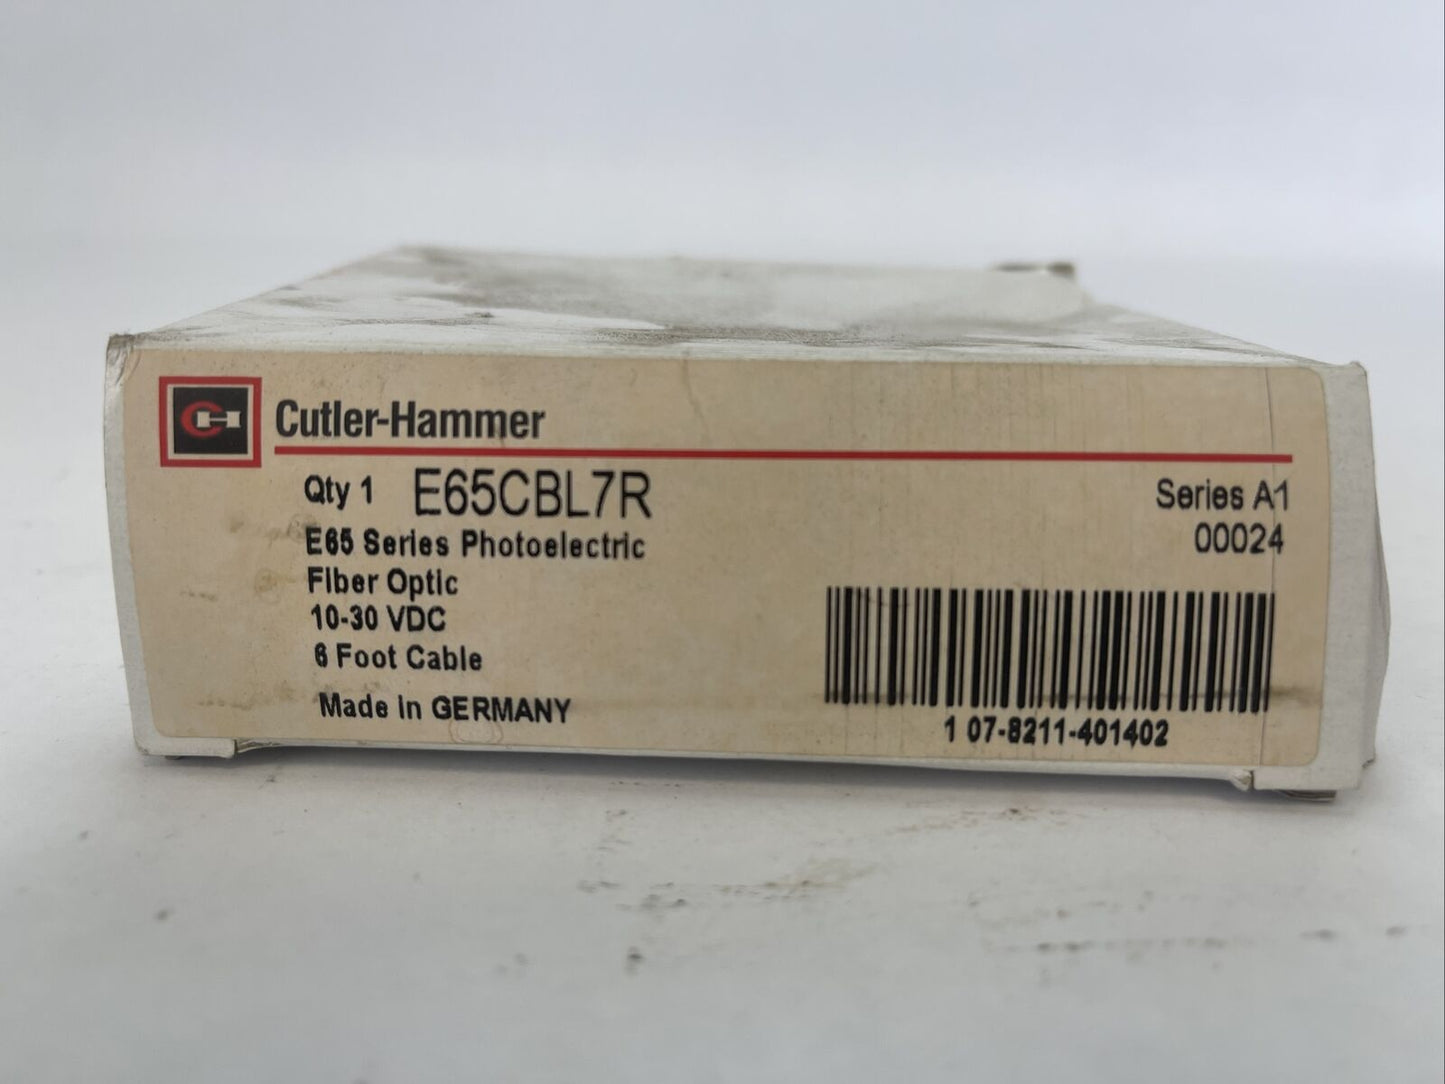 CH Cutler-Hammer
Qty 1 E65CBL7R
Series A1
00024
E65 Series Photoelectric
Fiber Optic
10-30 VDC
6 Foot Cable
Made in GERMANY
1 07-8211-401402